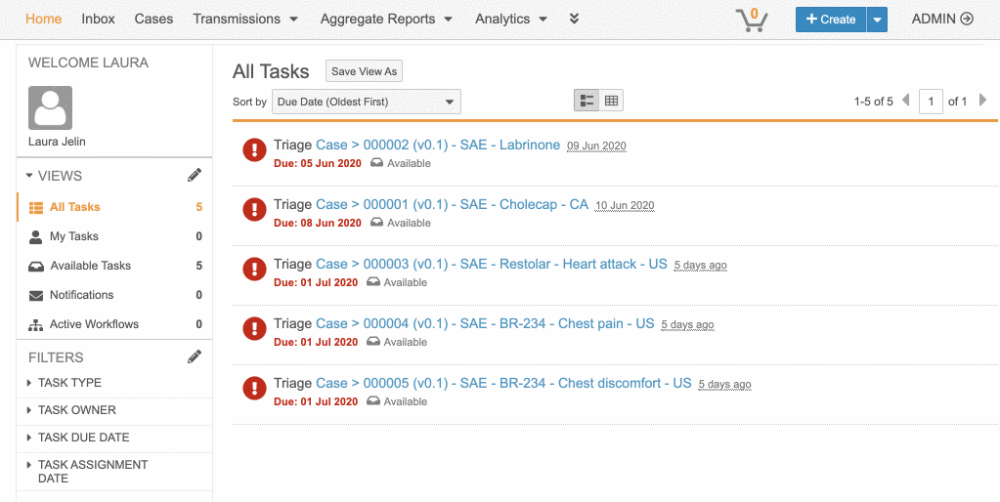 Home Inbox Cases Transmissions Aggregate Reports Analytics 0 + Create ADMIN
WELCOME LAURA
Laura Jelin
VIEWS
All Tasks 5
My Tasks 0
Available Tasks 5
Notifications 0
Active Workflows 0
FILTERS
TASK TYPE
TASK OWNER
TASK DUE DATE
TASK ASSIGNMENT
DATE
All Tasks Save View As
Sort by Due Date (Oldest First) 1-5 of 5 1 of 1
! Triage Case > 000002 (v0.1) - SAE - Labrinone 09 Jun 2020
Due: 05 Jun 2020 Available
! Triage Case > 000001 (v0.1) - SAE - Cholecap - CA 10 Jun 2020
Due: 08 Jun 2020 Available
! Triage Case > 000003 (v0.1) - SAE - Restolar - Heart attack - US 5 days ago
Due: 01 Jul 2020 Available
! Triage Case > 000004 (v0.1) - SAE - BR-234 - Chest pain - US 5 days ago
Due: 01 Jul 2020 Available
! Triage Case > 000005 (v0.1) - SAE - BR-234 - Chest discomfort - US 5 days ago
Due: 01 Jul 2020 Available